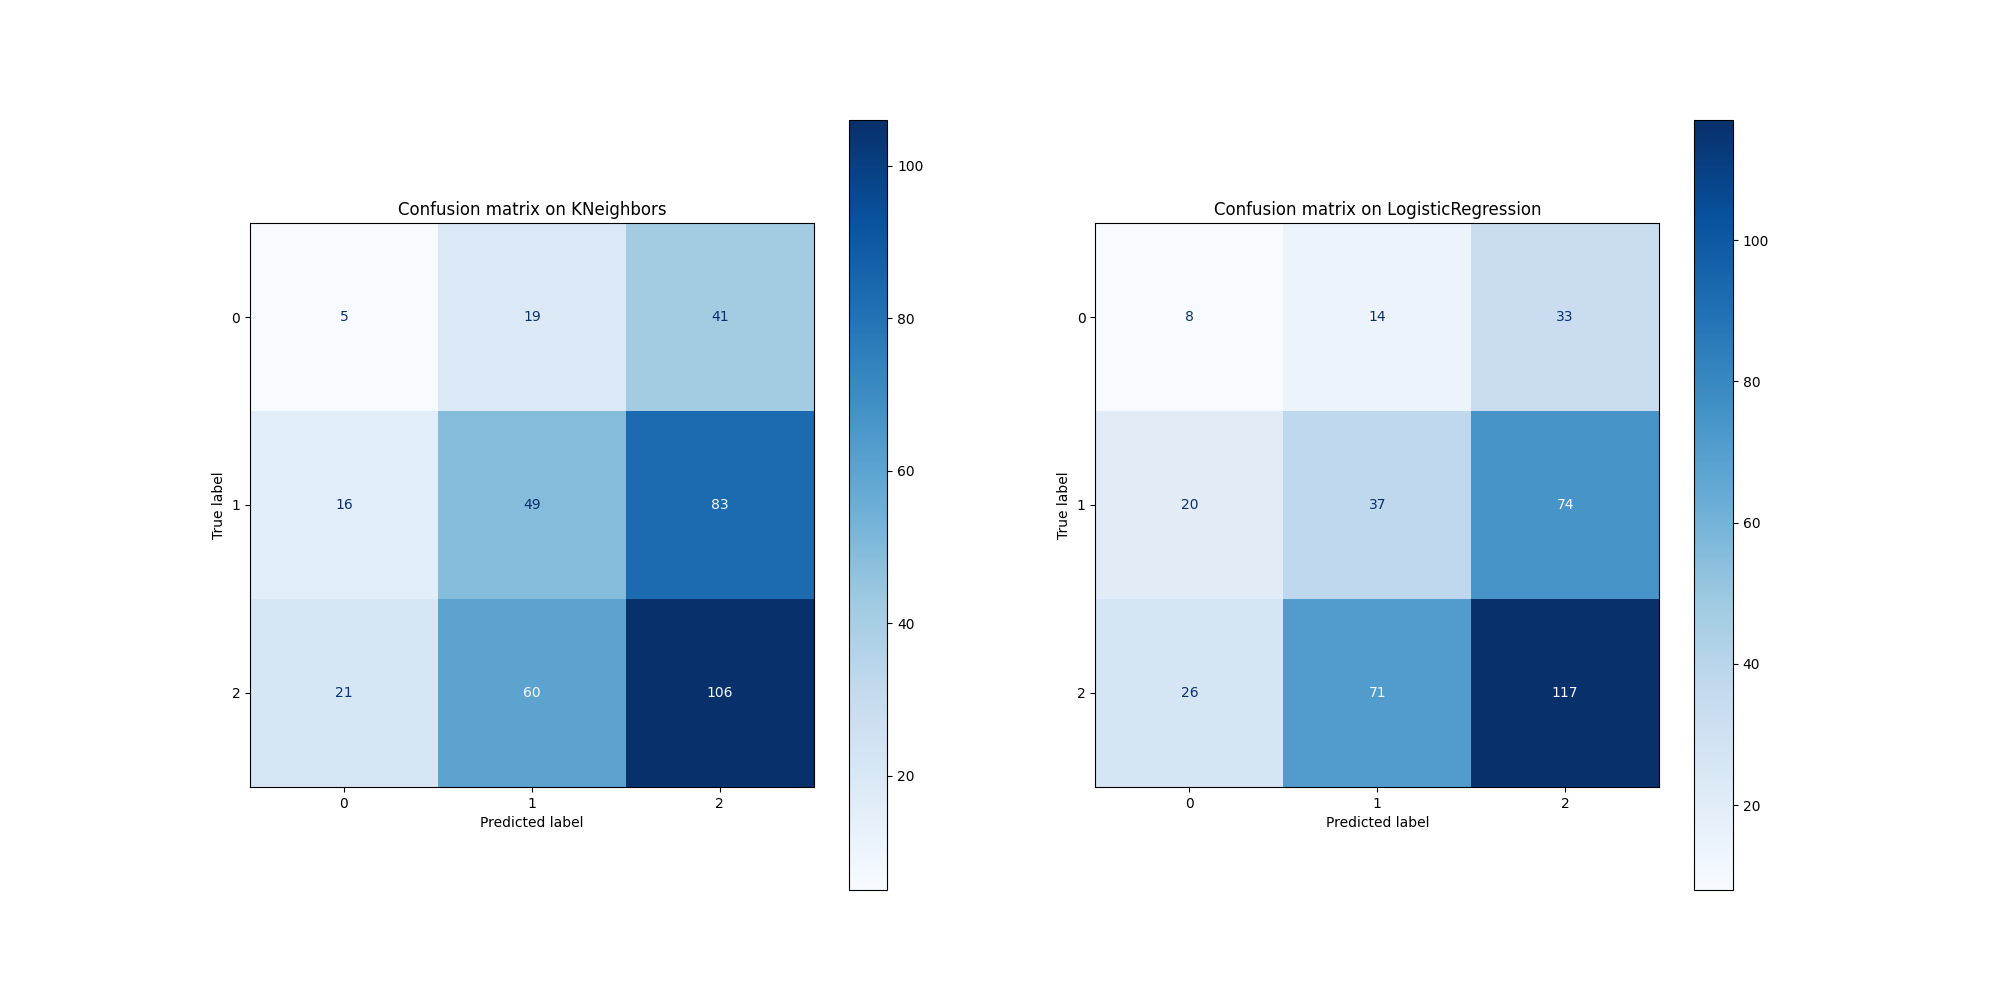 Confusion matrix on KNeighbors
0 5 19 41
1 16 49 83
2 21 60 106
0 1 2
Predicted label
True label
100
80
60
40
20
Confusion matrix on LogisticRegression
0 8 14 33
1 20 37 74
2 26 71 117
0 1 2
Predicted label
True label
100
80
60
40
20